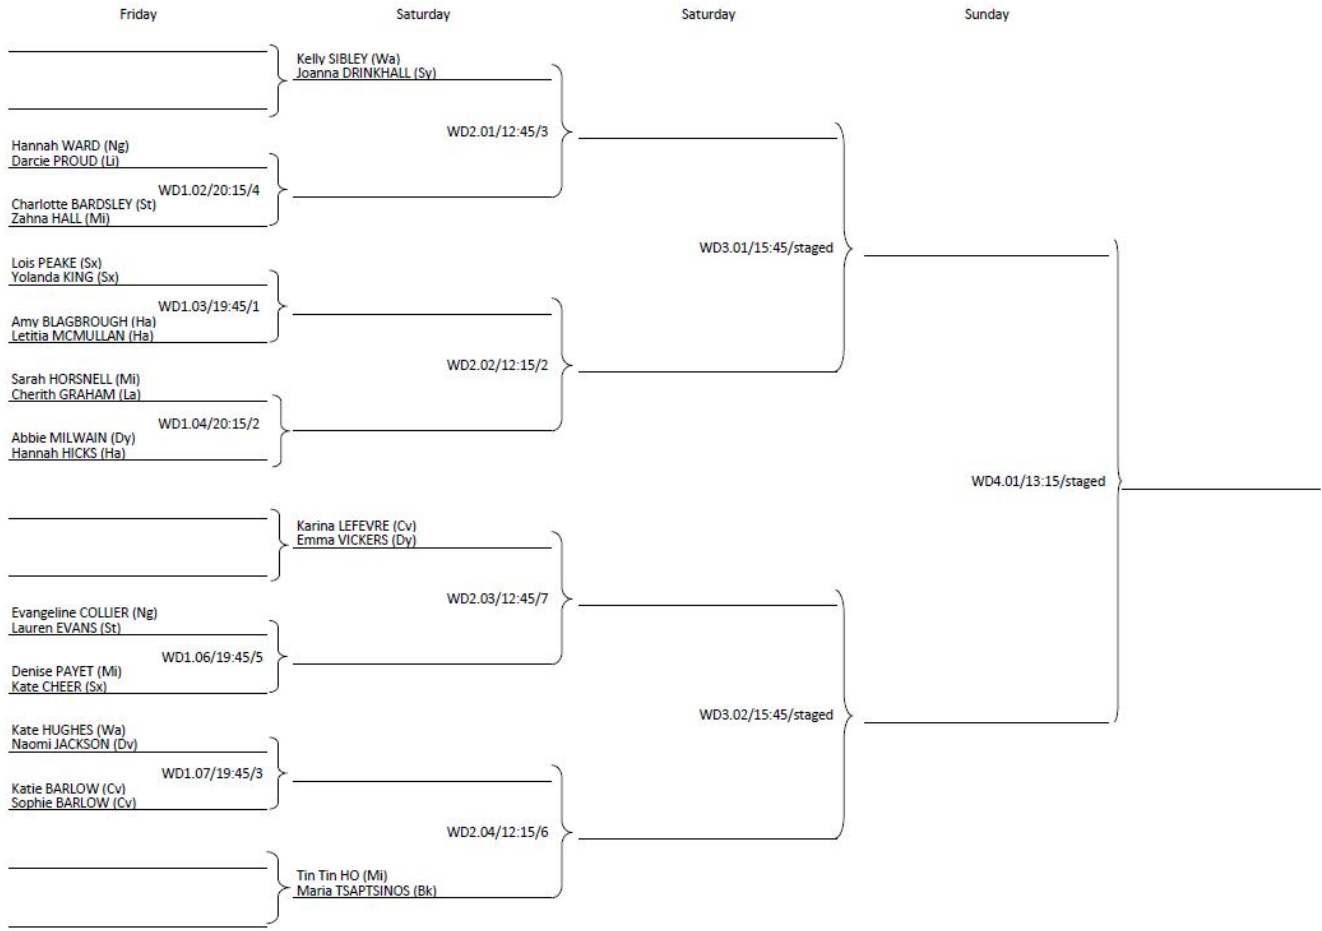 Friday
Saturday
Saturday
Sunday
Kelly SIBLEY (Wa)
Joanna DRINKHALL (Sy)
WD2.01/12:45/3
Hannah WARD (Ng)
Darcie PROUD (Li)
WD1.02/20:15/4
Charlotte BARDSLEY (St)
Zahna HALL (Mi)
WD3.01/15:45/staged
Lois PEAKE (Sx)
Yolanda KING (Sx)
WD1.03/19:45/1
Amy BLAGBROUGH (Ha)
Letitia MCMULLAN (Ha)
WD2.02/12:15/2
Sarah HORSNELL (Mi)
Cherith GRAHAM (La)
WD1.04/20:15/2
Abbie MILWAIN (Dy)
Hannah HICKS (Ha)
WD4.01/13:15/staged
Karina LEFEVRE (Cv)
Emma VICKERS (Dy)
WD2.03/12:45/7
Evangeline COLLIER (Ng)
Lauren EVANS (St)
WD1.06/19:45/5
Denise PAYET (Mi)
Kate CHEER (Sx)
WD3.02/15:45/staged
Kate HUGHES (Wa)
Naomi JACKSON (Dv)
WD1.07/19:45/3
Katie BARLOW (Cv)
Sophie BARLOW (Cv)
WD2.04/12:15/6
Tin Tin HO (Mi)
Maria TSAPTSINOS (Bk)